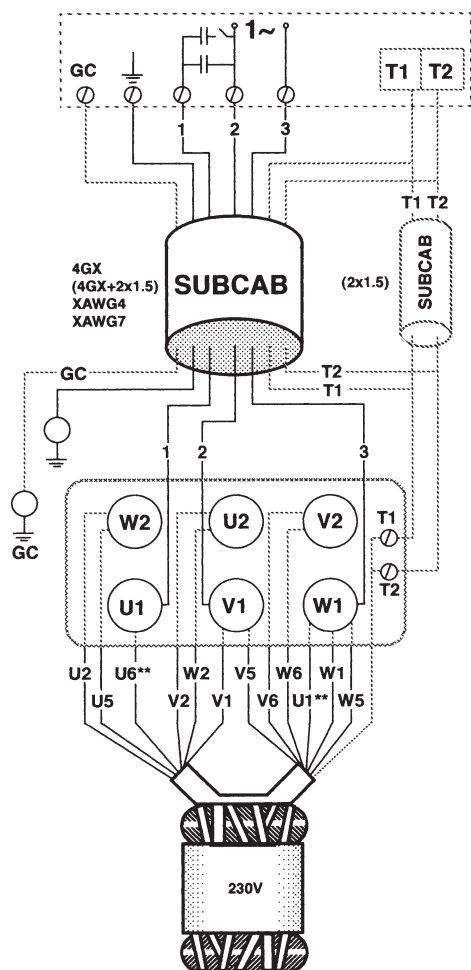 1~
GC
T1 T2
1 2 3
T1 T2
4GX
(4GX+2x1.5)
XAWG4
XAWG7
SUBCAB
(2x1.5)
SUBCAB
GC
T2
T1
1 2 3
GC
W2 U2 V2
T1
T2
U1 V1 W1
U2 U6** W2 V5 W6 W1
U5 V2 V1 V6 U1** W5
230V